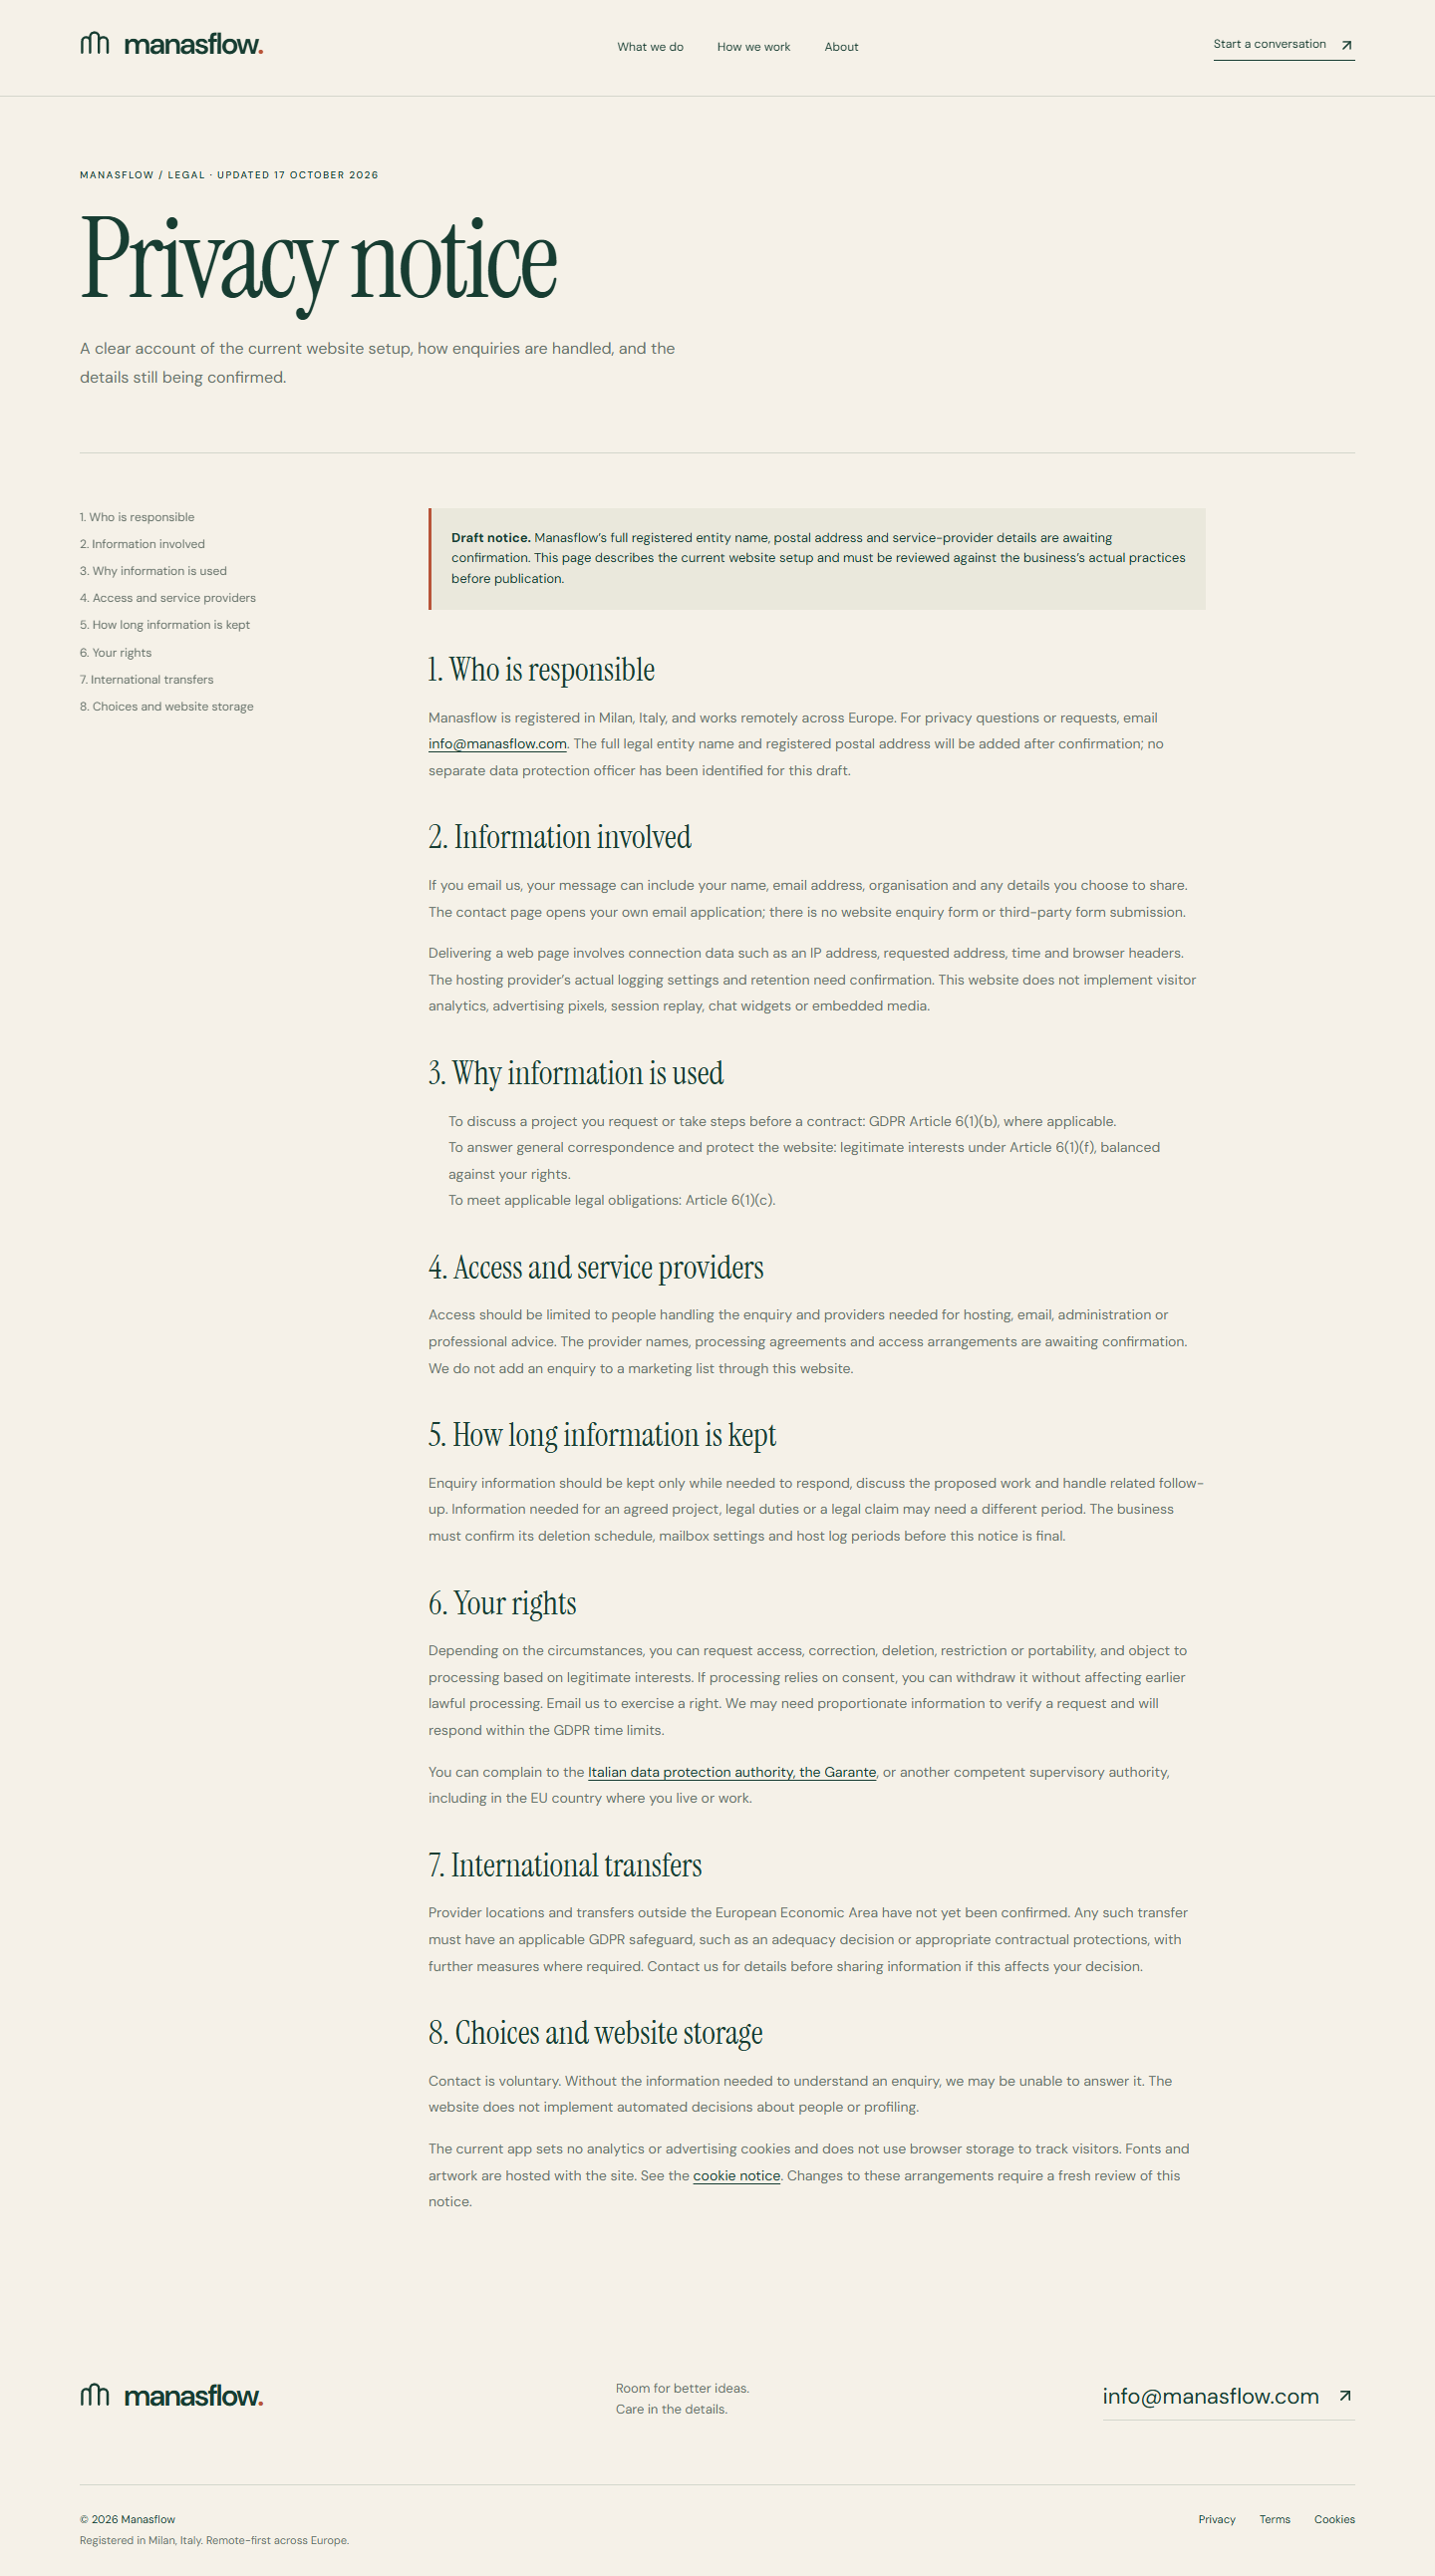 manasflow.
What we do
How we work
About
Start a conversation
MANASFLOW / LEGAL · UPDATED 17 OCTOBER 2026
Privacy notice
A clear account of the current website setup, how enquiries are handled, and the
details still being confirmed.
1. Who is responsible
2. Information involved
3. Why information is used
4. Access and service providers
5. How long information is kept
6. Your rights
7. International transfers
8. Choices and website storage
Draft notice. Manasflow’s full registered entity name, postal address and service-provider details are awaiting
confirmation. This page describes the current website setup and must be reviewed against the business’s actual practices
before publication.
1. Who is responsible
Manasflow is registered in Milan, Italy, and works remotely across Europe. For privacy questions or requests, email
info@manasflow.com. The full legal entity name and registered postal address will be added after confirmation; no
separate data protection officer has been identified for this draft.
2. Information involved
If you email us, your message can include your name, email address, organisation and any details you choose to share.
The contact page opens your own email application; there is no website enquiry form or third-party form submission.
Delivering a web page involves connection data such as an IP address, requested address, time and browser headers.
The hosting provider’s actual logging settings and retention need confirmation. This website does not implement visitor
analytics, advertising pixels, session replay, chat widgets or embedded media.
3. Why information is used
To discuss a project you request or take steps before a contract: GDPR Article 6(1)(b), where applicable.
To answer general correspondence and protect the website: legitimate interests under Article 6(1)(f), balanced
against your rights.
To meet applicable legal obligations: Article 6(1)(c).
4. Access and service providers
Access should be limited to people handling the enquiry and providers needed for hosting, email, administration or
professional advice. The provider names, processing agreements and access arrangements are awaiting confirmation.
We do not add an enquiry to a marketing list through this website.
5. How long information is kept
Enquiry information should be kept only while needed to respond, discuss the proposed work and handle related follow-
up. Information needed for an agreed project, legal duties or a legal claim may need a different period. The business
must confirm its deletion schedule, mailbox settings and host log periods before this notice is final.
6. Your rights
Depending on the circumstances, you can request access, correction, deletion, restriction or portability, and object to
processing based on legitimate interests. If processing relies on consent, you can withdraw it without affecting earlier
lawful processing. Email us to exercise a right. We may need proportionate information to verify a request and will
respond within the GDPR time limits.
You can complain to the Italian data protection authority, the Garante, or another competent supervisory authority,
including in the EU country where you live or work.
7. International transfers
Provider locations and transfers outside the European Economic Area have not yet been confirmed. Any such transfer
must have an applicable GDPR safeguard, such as an adequacy decision or appropriate contractual protections, with
further measures where required. Contact us for details before sharing information if this affects your decision.
8. Choices and website storage
Contact is voluntary. Without the information needed to understand an enquiry, we may be unable to answer it. The
website does not implement automated decisions about people or profiling.
The current app sets no analytics or advertising cookies and does not use browser storage to track visitors. Fonts and
artwork are hosted with the site. See the cookie notice. Changes to these arrangements require a fresh review of this
notice.
manasflow.
Room for better ideas.
Care in the details.
info@manasflow.com
© 2026 Manasflow
Registered in Milan, Italy. Remote-first across Europe.
Privacy
Terms
Cookies